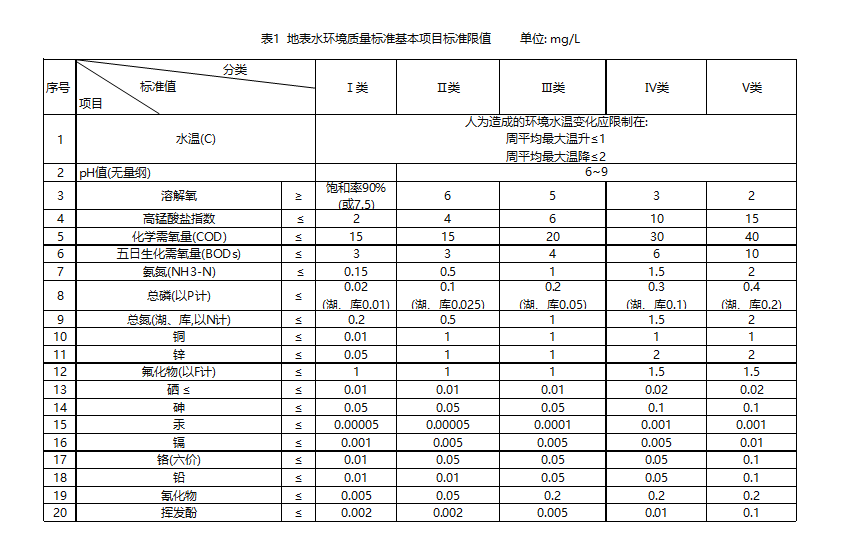 表1 地表水环境质量标准基本项目标准限值 单位: mg/L
序号 分类 标准值 项目 Ⅰ类 Ⅱ类 Ⅲ类 Ⅳ类 Ⅴ类
1 水温(C) 人为造成的环境水温变化应限制在:
周平均最大温升≤1
周平均最大温降≤2
2 pH值(无量纲) 6~9
3 溶解氧 ≥ 饱和率90% 6 5 3 2
(或7.5)
4 高锰酸盐指数 ≤ 2 4 6 10 15
5 化学需氧量(COD) ≤ 15 15 20 30 40
6 五日生化需氧量(BODs) ≤ 3 3 4 6 10
7 氨氮(NH3-N) ≤ 0.15 0.5 1 1.5 2
8 总磷(以P计) ≤ 0.02 0.1 0.2 0.3 0.4
(湖、库0.01) (湖、库0.025) (湖、库0.05) (湖、库0.1) (湖、库0.2)
9 总氮(湖、库,以N计) ≤ 0.2 0.5 1 1.5 2
10 铜 ≤ 0.01 1 1 1 1
11 锌 ≤ 0.05 1 1 2 2
12 氟化物(以F计) ≤ 1 1 1 1.5 1.5
13 硒 ≤ ≤ 0.01 0.01 0.01 0.02 0.02
14 砷 ≤ 0.05 0.05 0.05 0.1 0.1
15 汞 ≤ 0.00005 0.00005 0.0001 0.001 0.001
16 镉 ≤ 0.001 0.005 0.005 0.005 0.01
17 铬(六价) ≤ 0.01 0.05 0.05 0.05 0.1
18 铅 ≤ 0.01 0.01 0.05 0.05 0.1
19 氰化物 ≤ 0.005 0.05 0.2 0.2 0.2
20 挥发酚 ≤ 0.002 0.002 0.005 0.01 0.1